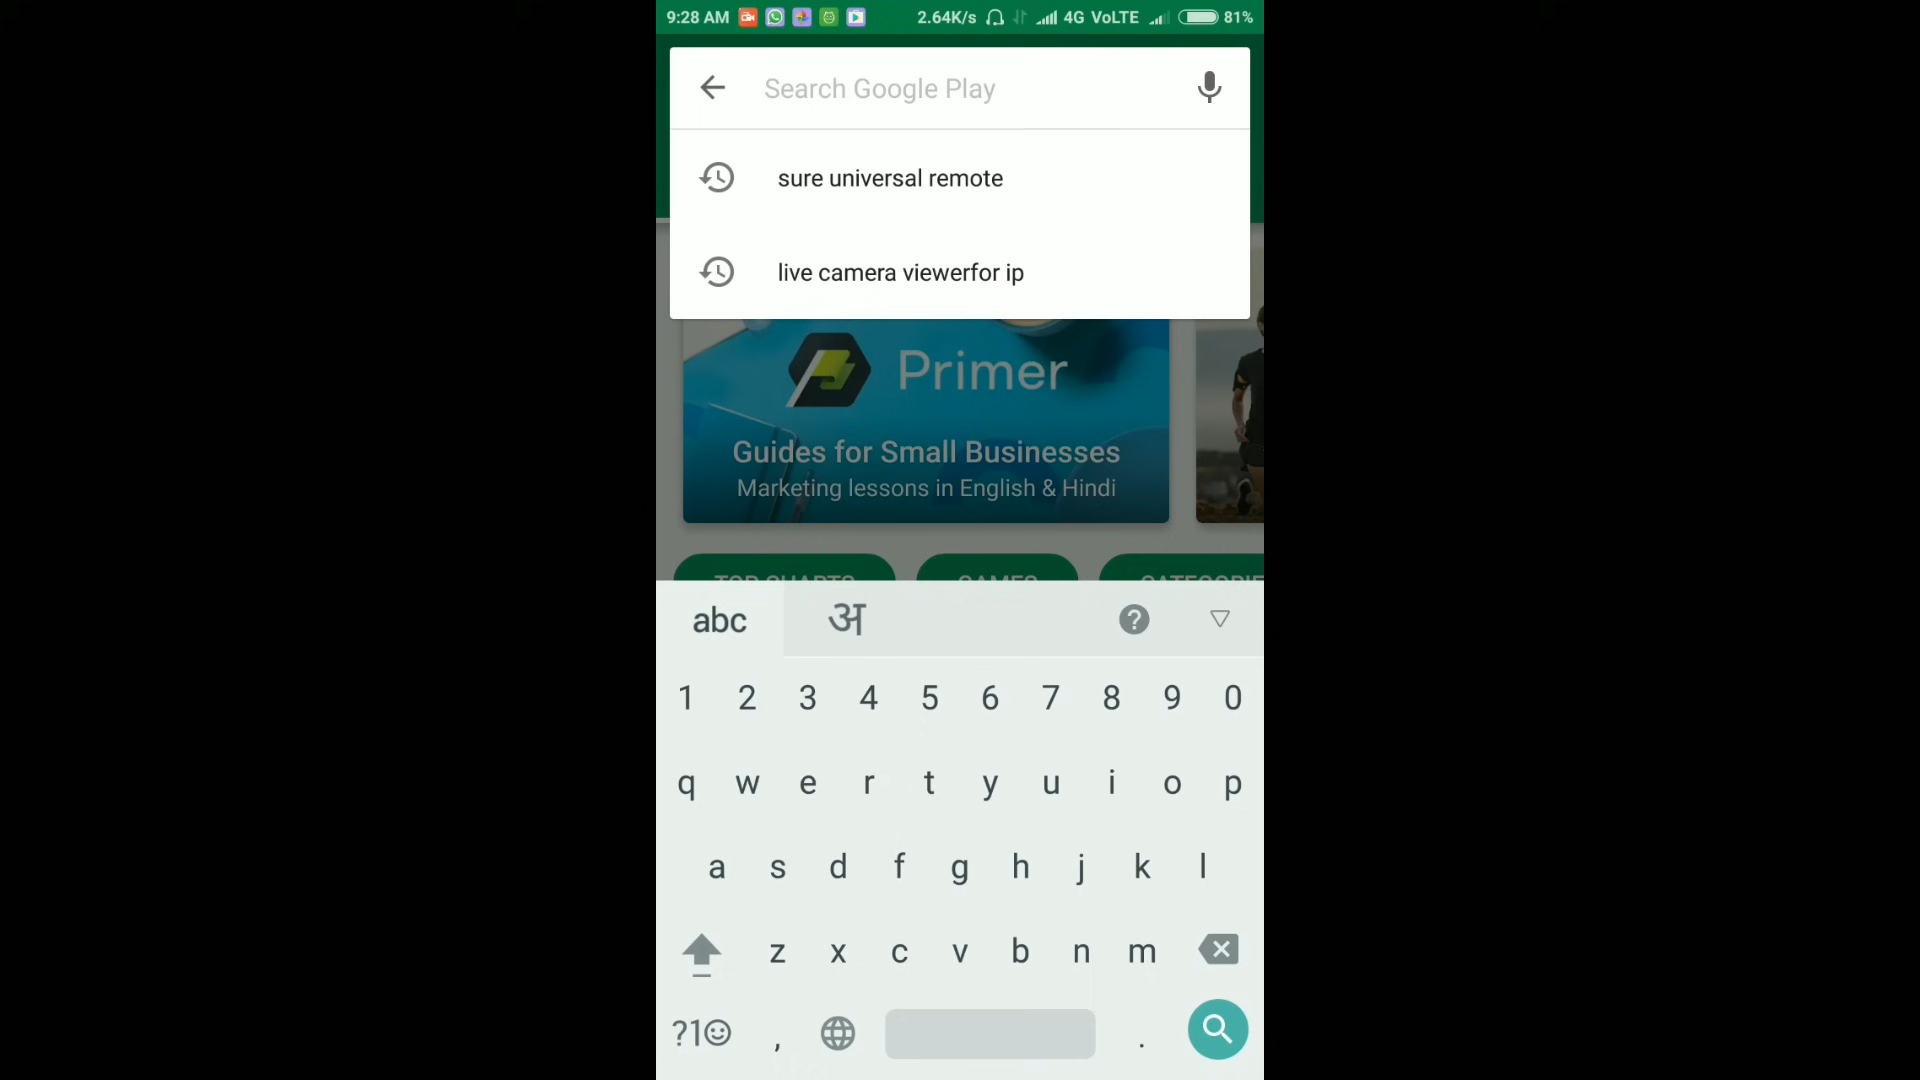 9:28 AM 2.64K/s 4G VoLTE 81%
Search Google Play
sure universal remote
live camera viewerfor ip
Primer
Guides for Small Businesses
Marketing lessons in English & Hindi
TOP CHARTS GAMES
abc अ ?
1 2 3 4 5 6 7 8 9 0
q w e r t y u i o p
a s d f g h j k l
z x c v b n m
?1☺ , .